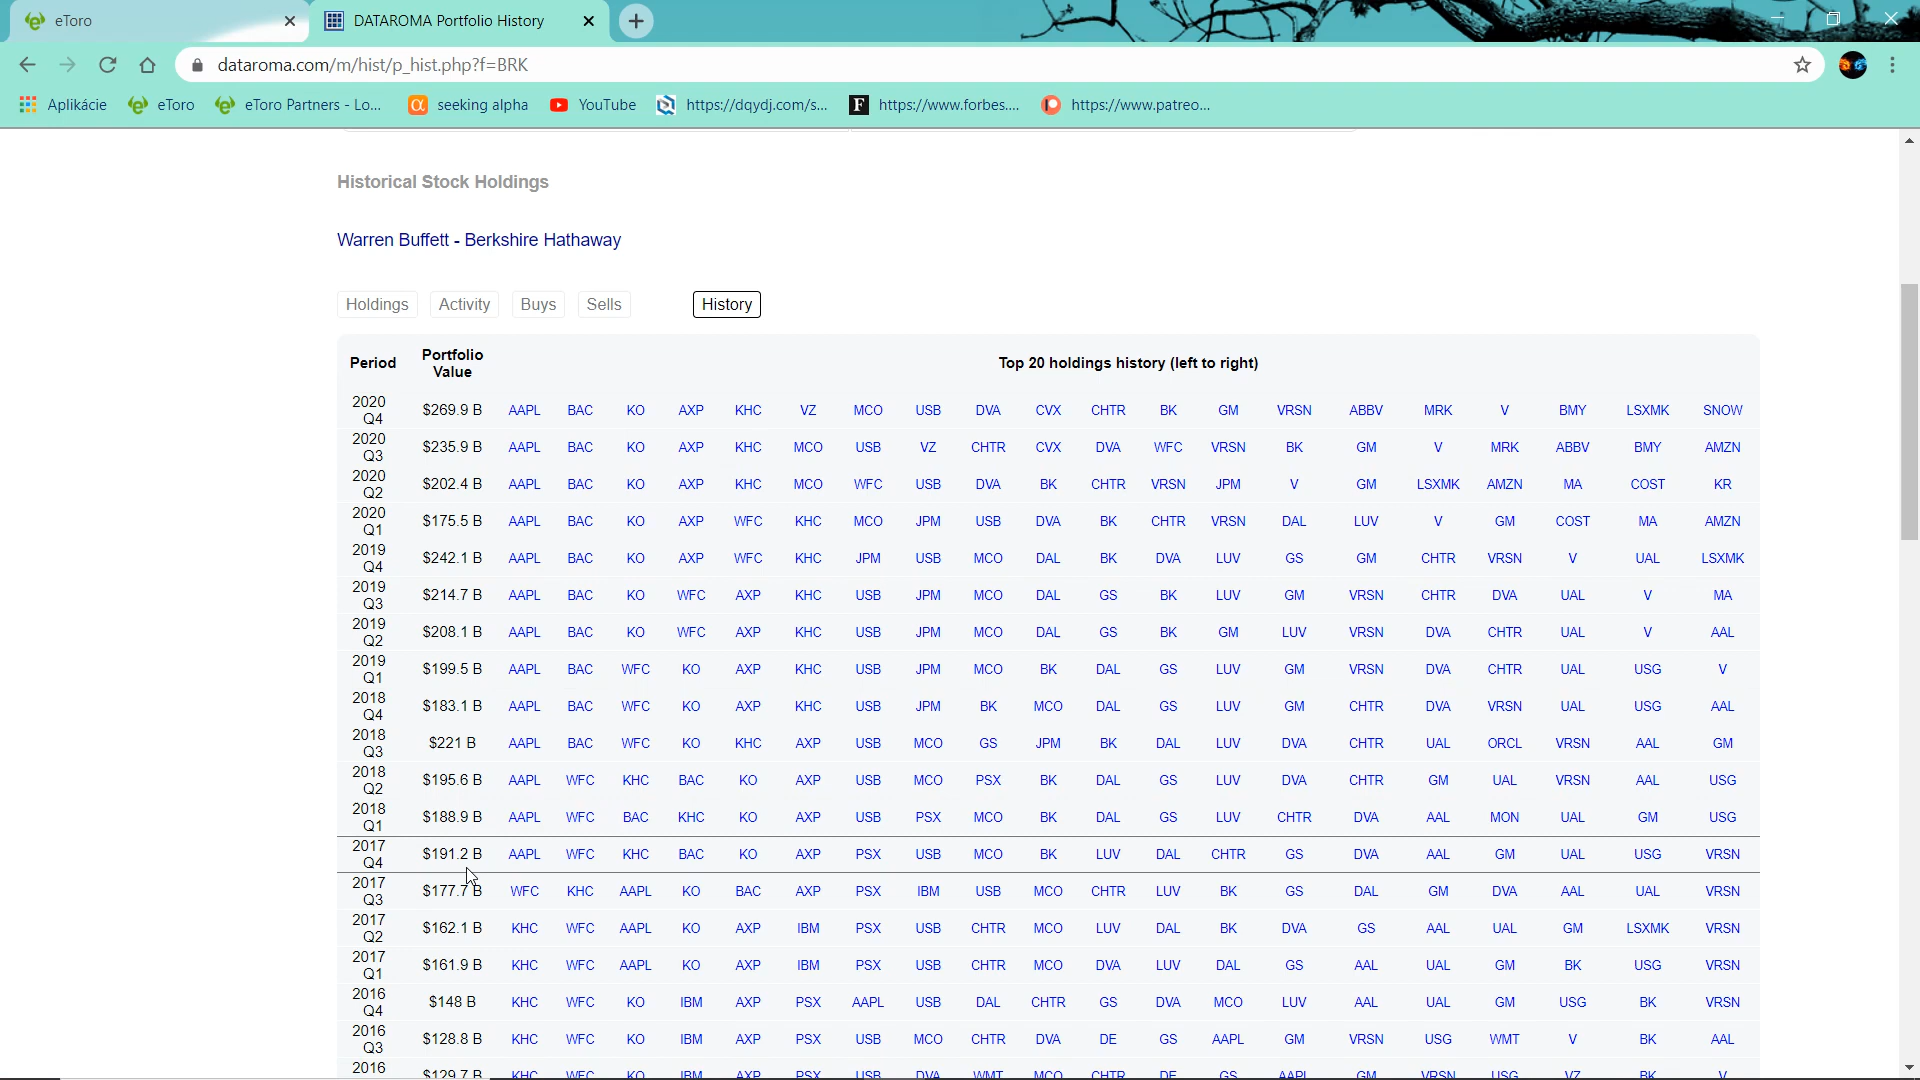 eToro
DATAROMA Portfolio History
dataroma.com/m/hist/p_hist.php?f=BRK
Aplikácie eToro eToro Partners - Lo... seeking alpha YouTube https://dqydj.com/s... https://www.forbes.... https://www.patreo...
Historical Stock Holdings
Warren Buffett - Berkshire Hathaway
Holdings Activity Buys Sells History
Period Portfolio Value Top 20 holdings history (left to right)
2020 Q4 $269.9 B AAPL BAC KO AXP KHC VZ MCO USB DVA CVX CHTR BK GM VRSN ABBV MRK V BMY LSXMK SNOW
2020 Q3 $235.9 B AAPL BAC KO AXP KHC MCO USB VZ CHTR CVX DVA WFC VRSN BK GM V MRK ABBV BMY AMZN
2020 Q2 $202.4 B AAPL BAC KO AXP KHC MCO WFC USB DVA BK CHTR VRSN JPM V GM LSXMK AMZN MA COST KR
2020 Q1 $175.5 B AAPL BAC KO AXP WFC KHC MCO JPM USB DVA BK CHTR VRSN DAL LUV V GM COST MA AMZN
2019 Q4 $242.1 B AAPL BAC KO AXP WFC KHC JPM USB MCO DAL BK DVA LUV GS GM CHTR VRSN V UAL LSXMK
2019 Q3 $214.7 B AAPL BAC KO WFC AXP KHC USB JPM MCO DAL GS BK LUV GM VRSN CHTR DVA UAL V MA
2019 Q2 $208.1 B AAPL BAC KO WFC AXP KHC USB JPM MCO DAL GS BK GM LUV VRSN DVA CHTR UAL V AAL
2019 Q1 $199.5 B AAPL BAC WFC KO AXP KHC USB JPM MCO BK DAL GS LUV GM VRSN DVA CHTR UAL USG V
2018 Q4 $183.1 B AAPL BAC WFC KO AXP KHC USB JPM BK MCO DAL GS LUV GM CHTR DVA VRSN UAL USG AAL
2018 Q3 $221 B AAPL BAC WFC KO KHC AXP USB MCO GS JPM BK DAL LUV DVA CHTR UAL ORCL VRSN AAL GM
2018 Q2 $195.6 B AAPL WFC KHC BAC KO AXP USB MCO PSX BK DAL GS LUV DVA CHTR GM UAL VRSN AAL USG
2018 Q1 $188.9 B AAPL WFC BAC KHC KO AXP USB PSX MCO BK DAL GS LUV CHTR DVA AAL MON UAL GM USG
2017 Q4 $191.2 B AAPL WFC KHC BAC KO AXP PSX USB MCO BK LUV DAL CHTR GS DVA AAL GM UAL USG VRSN
2017 Q3 $177.7 B WFC KHC AAPL KO BAC AXP PSX IBM USB MCO CHTR LUV BK GS DAL GM DVA AAL UAL VRSN
2017 Q2 $162.1 B KHC WFC AAPL KO AXP IBM PSX USB CHTR MCO LUV DAL BK DVA GS AAL UAL GM LSXMK VRSN
2017 Q1 $161.9 B KHC WFC AAPL KO AXP IBM PSX USB CHTR MCO DVA LUV DAL GS AAL UAL GM BK USG VRSN
2016 Q4 $148 B KHC WFC KO IBM AXP PSX AAPL USB DAL CHTR GS DVA MCO LUV AAL UAL GM USG BK VRSN
2016 Q3 $128.8 B KHC WFC KO IBM AXP PSX USB MCO CHTR DVA DE GS AAPL GM VRSN USG WMT V BK AAL
2016 $129.7 B KHC WFC KO IBM AXP PSX USB DVA WMT MCO CHTR DE GS AAPL GM VRSN USG VZ BK V